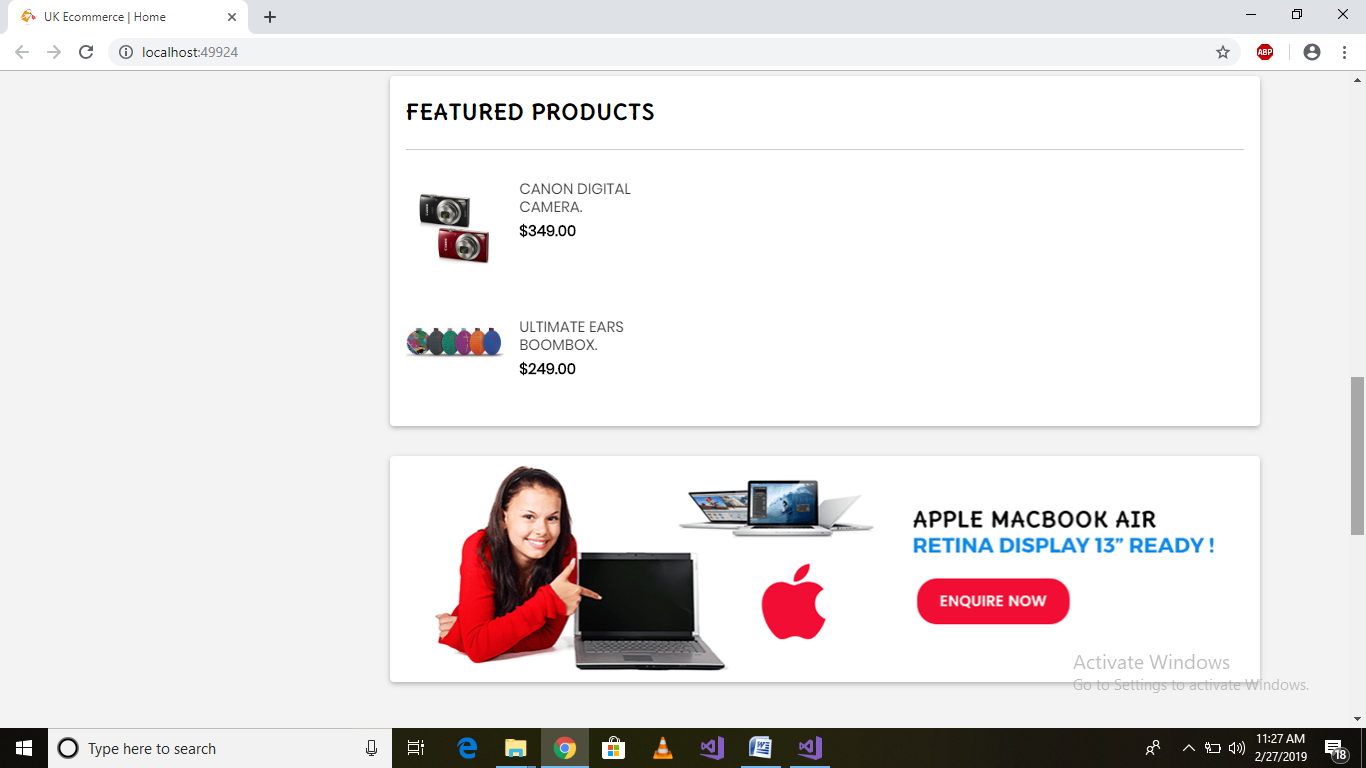 UK Ecommerce | Home
localhost:49924
ABP
FEATURED PRODUCTS
CANON DIGITAL
CAMERA.
$349.00
ULTIMATE EARS
BOOMBOX.
$249.00
APPLE MACBOOK AIR
RETINA DISPLAY 13” READY !
ENQUIRE NOW
Activate Windows
Go to Settings to activate Windows.
Type here to search
11:27 AM
2/27/2019
18